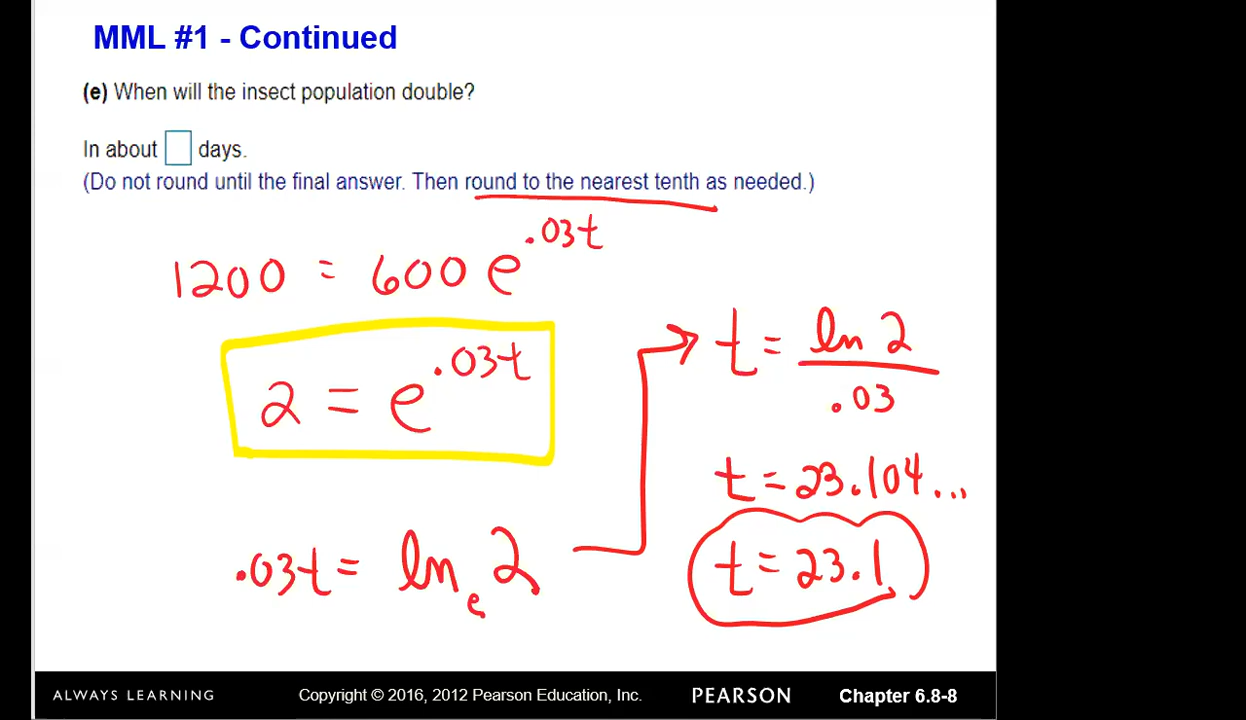 MML #1 - Continued
(e) When will the insect population double?
In about days.
(Do not round until the final answer. Then round to the nearest tenth as needed.)
1200 = 600 e^.03t
2 = e^.03t
.03t = ln_e 2
t = ln 2 / .03
t = 23.104...
t = 23.1
ALWAYS LEARNING Copyright © 2016, 2012 Pearson Education, Inc. PEARSON Chapter 6.8-8